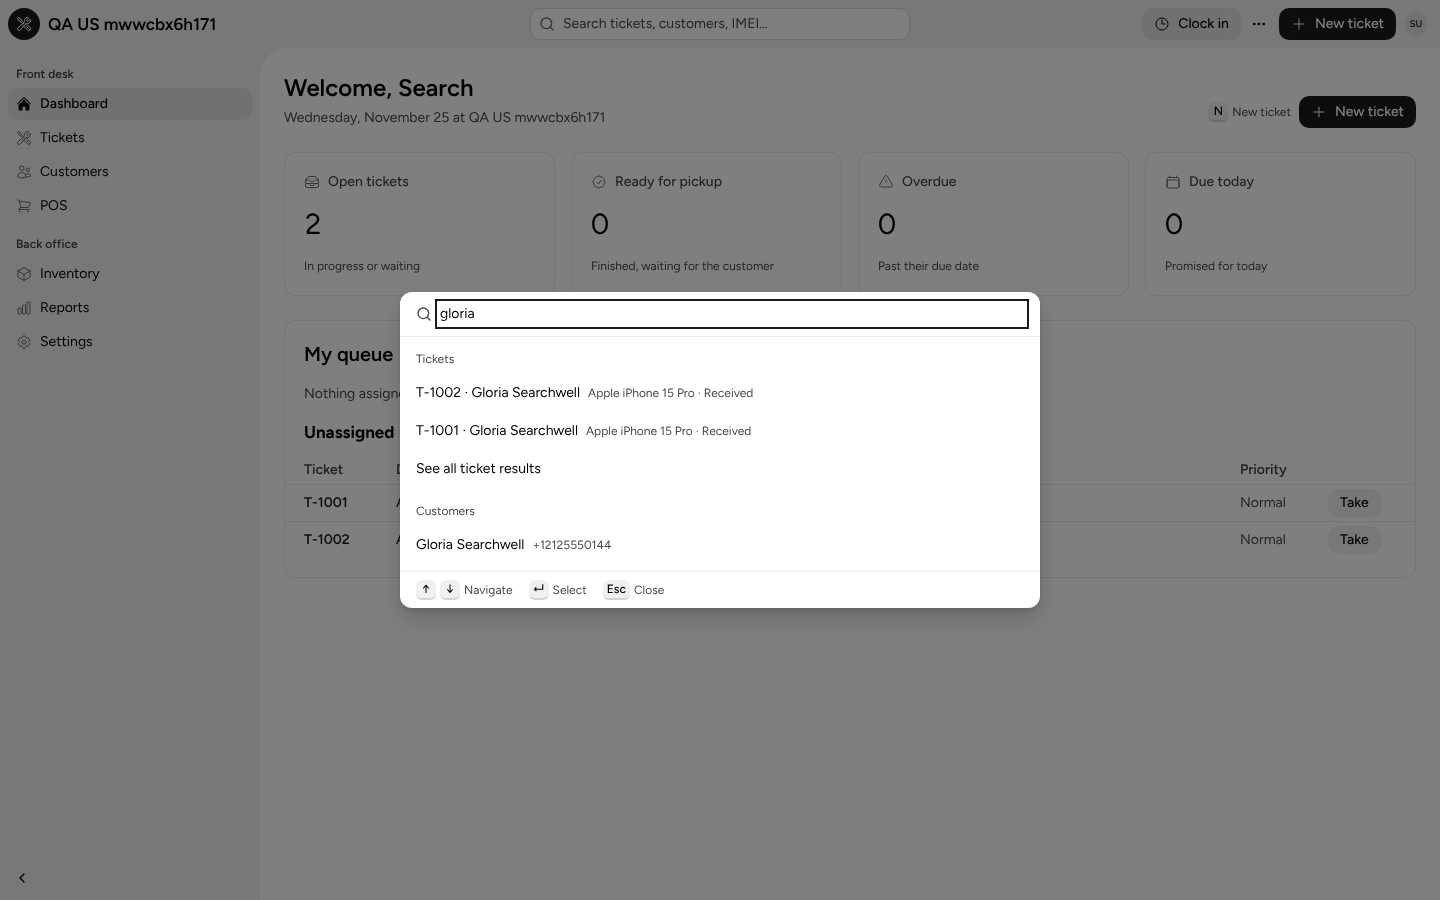 QA US mwwcbx6h171
Search tickets, customers, IMEI...
Clock in
New ticket
SU
Front desk
Dashboard
Tickets
Customers
POS
Back office
Inventory
Reports
Settings
Welcome, Search
Wednesday, November 25 at QA US mwwcbx6h171
N New ticket
New ticket
Open tickets
2
In progress or waiting
Ready for pickup
0
Finished, waiting for the customer
Overdue
0
Past their due date
Due today
0
Promised for today
gloria
Tickets
T-1002 · Gloria Searchwell Apple iPhone 15 Pro · Received
T-1001 · Gloria Searchwell Apple iPhone 15 Pro · Received
See all ticket results
Customers
Gloria Searchwell +12125550144
Navigate Select Esc Close
My queue
Nothing
Unassigned
Ticket Priority
T-1001 Normal Take
T-1002 Normal Take